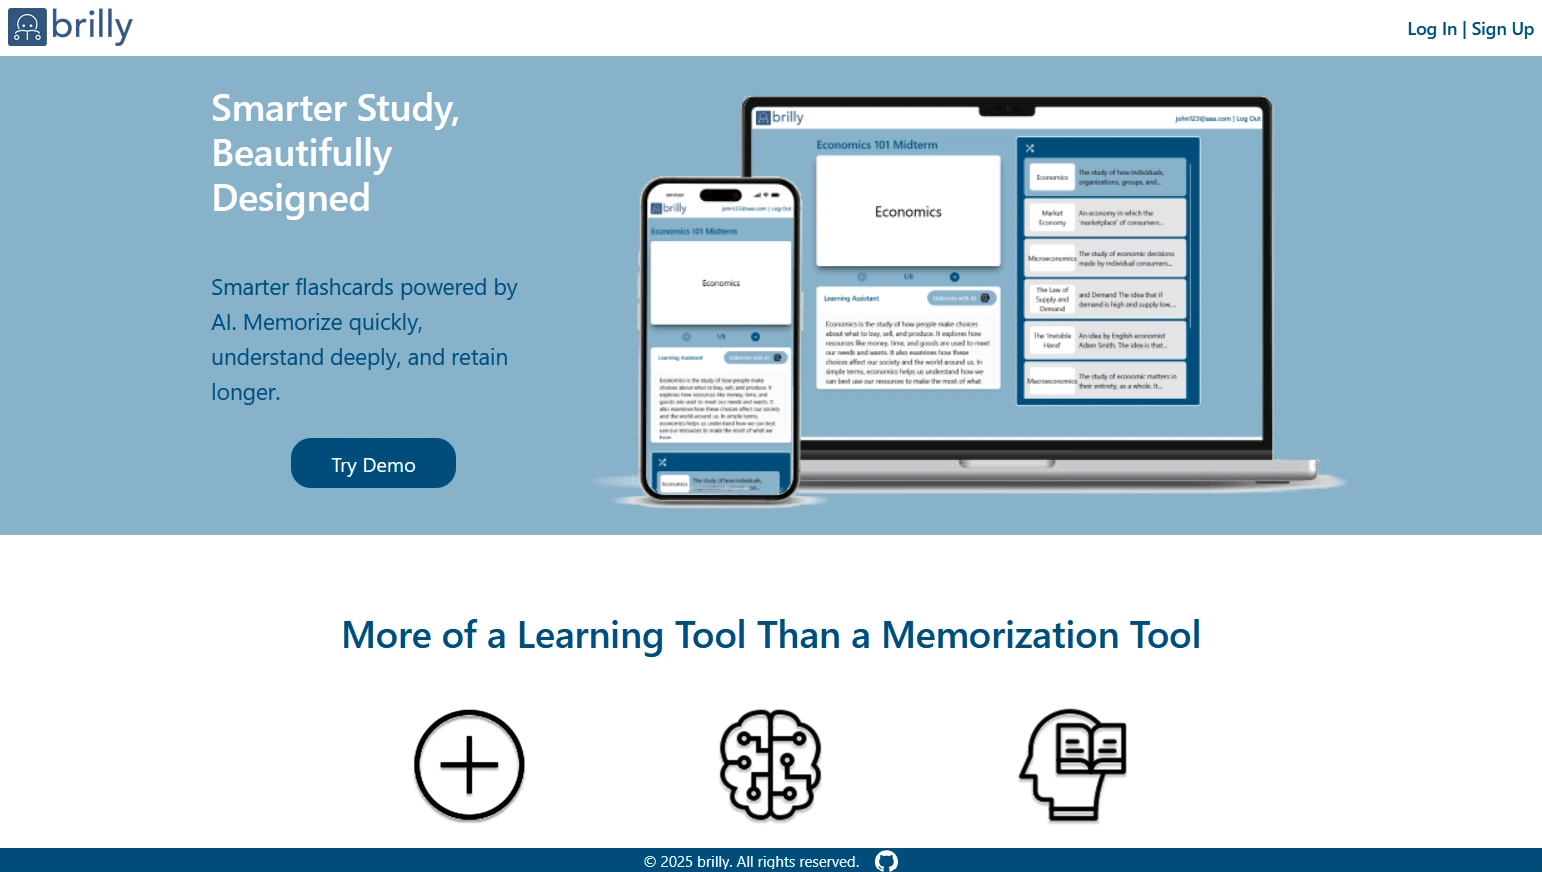 brilly
Log In | Sign Up
Smarter Study,
Beautifully
Designed
Smarter flashcards powered by
AI. Memorize quickly,
understand deeply, and retain
longer.
Try Demo
brilly
john123@aaa.com | Log Out
Economics 101 Midterm
Economics
1/8
Learning Assistant
Elaborate with AI
Economics is the study of how people make
choices about what to buy, sell, and produce. It
explores how resources like money, time, and
goods are used to meet our needs and wants. It
also examines how these choices affect our society
and the world around us. In simple terms,
economics helps us understand how we can best
use our resources to make the most of what we
have.
Economics
The study of how individuals,
brilly
john123@aaa.com | Log Out
Economics 101 Midterm
Economics
1/8
Learning Assistant
Elaborate with AI
Economics is the study of how people make choices
about what to buy, sell, and produce. It explores how
resources like money, time, and goods are used to meet
our needs and wants. It also examines how these
choices affect our society and the world around us. In
simple terms, economics helps us understand how we
can best use our resources to make the most of what
Economics
The study of how individuals,
organizations, groups, and...
Market
Economy
An economy in which the
'marketplace' of consumers...
Microeconomics
The study of economic decisions
made by individual consumers...
The Law of
Supply and
Demand
and Demand The idea that if
demand is high and supply low,...
The 'Invisible
Hand'
An idea by English economist
Adam Smith. The idea is that...
Macroeconomics
The study of economic matters in
their entirety, as a whole. It...
More of a Learning Tool Than a Memorization Tool
© 2025 brilly. All rights reserved.